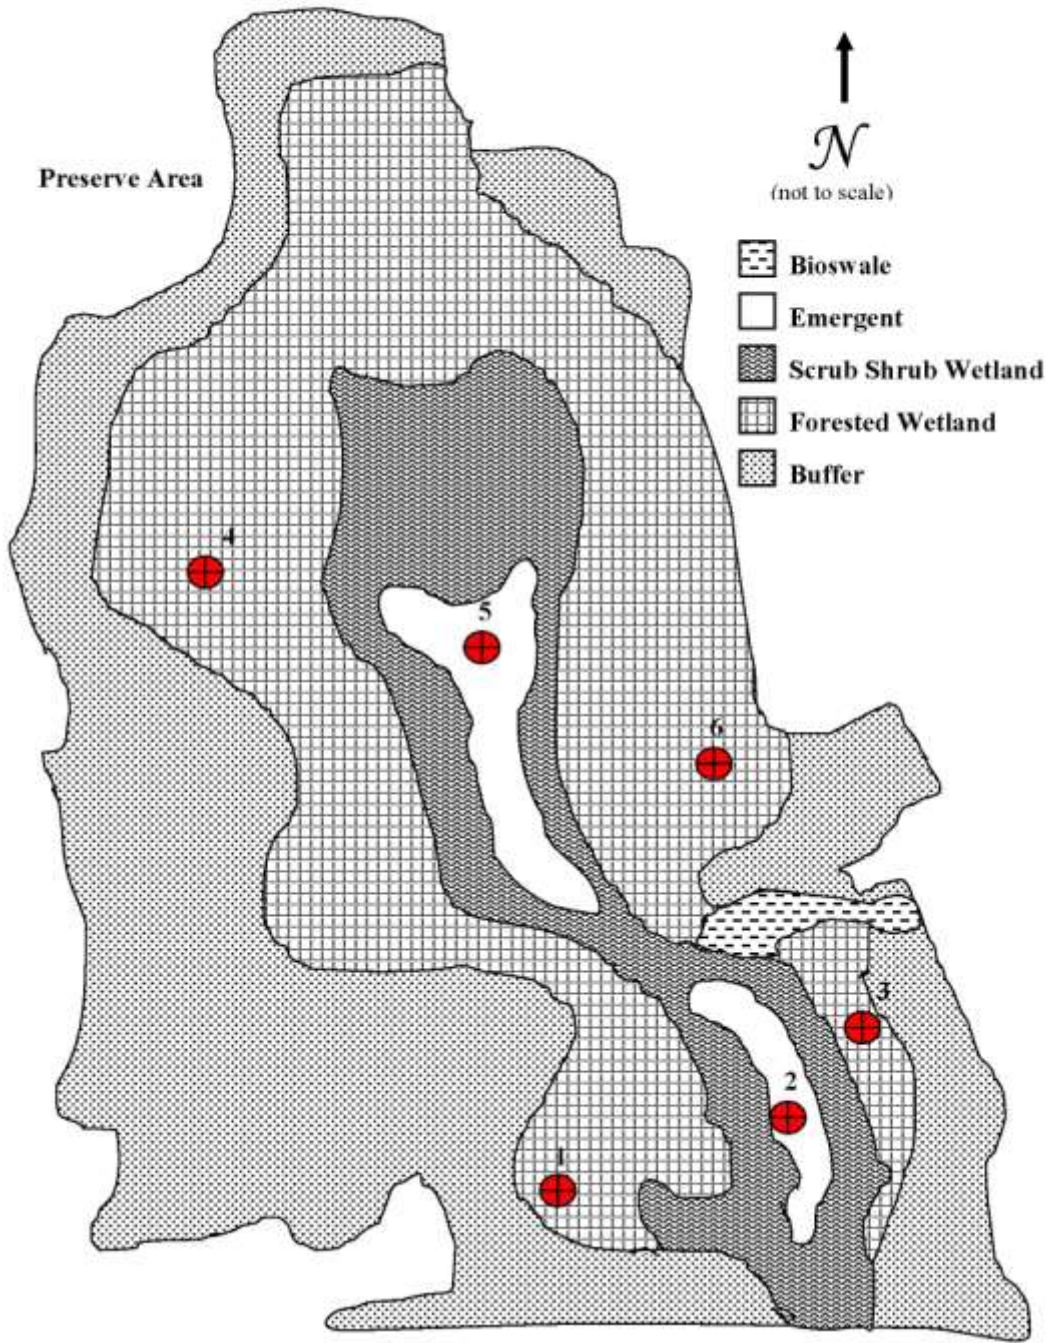 N
(not to scale)
Preserve Area
Bioswale
Emergent
Scrub Shrub Wetland
Forested Wetland
Buffer
4
5
6
3
2
1